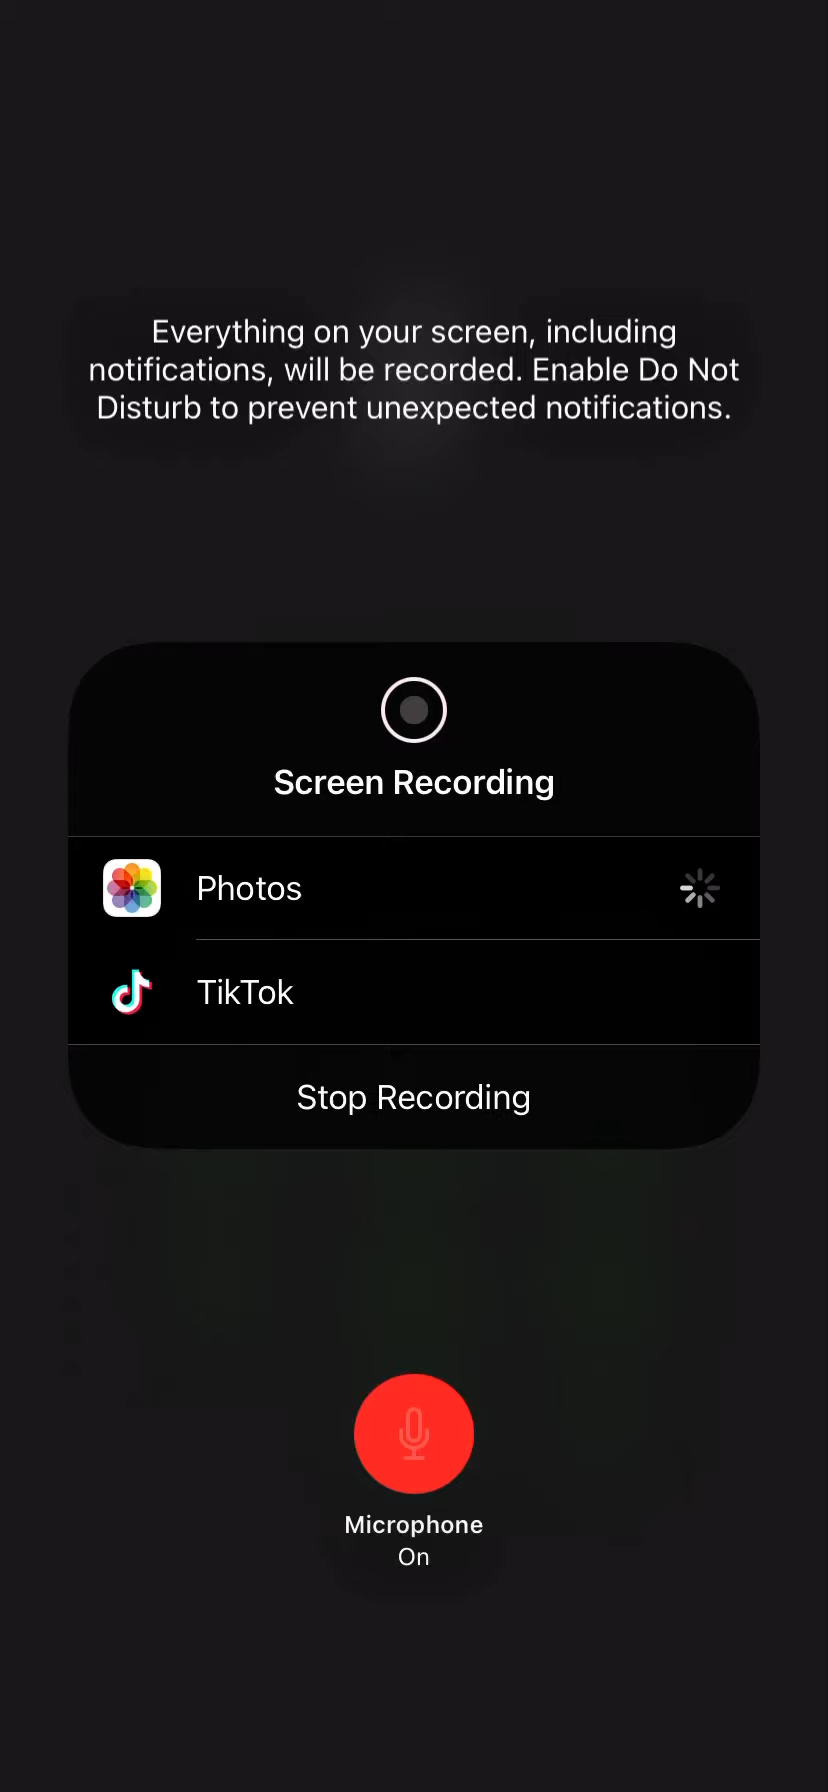 Everything on your screen, including
notifications, will be recorded. Enable Do Not
Disturb to prevent unexpected notifications.
Screen Recording
Photos
TikTok
Stop Recording
Microphone
On